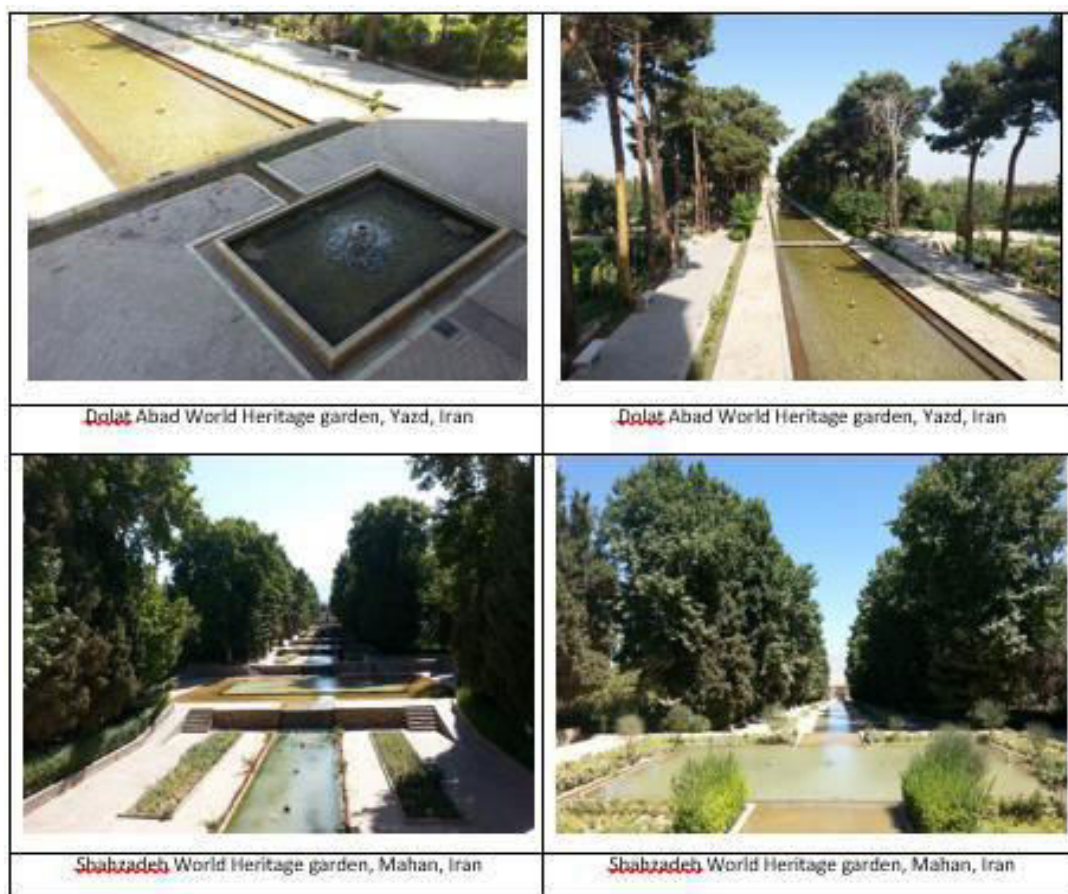 Dolat Abad World Heritage garden, Yazd, Iran
Dolat Abad World Heritage garden, Yazd, Iran
Shahzadeh World Heritage garden, Mahan, Iran
Shahzadeh World Heritage garden, Mahan, Iran